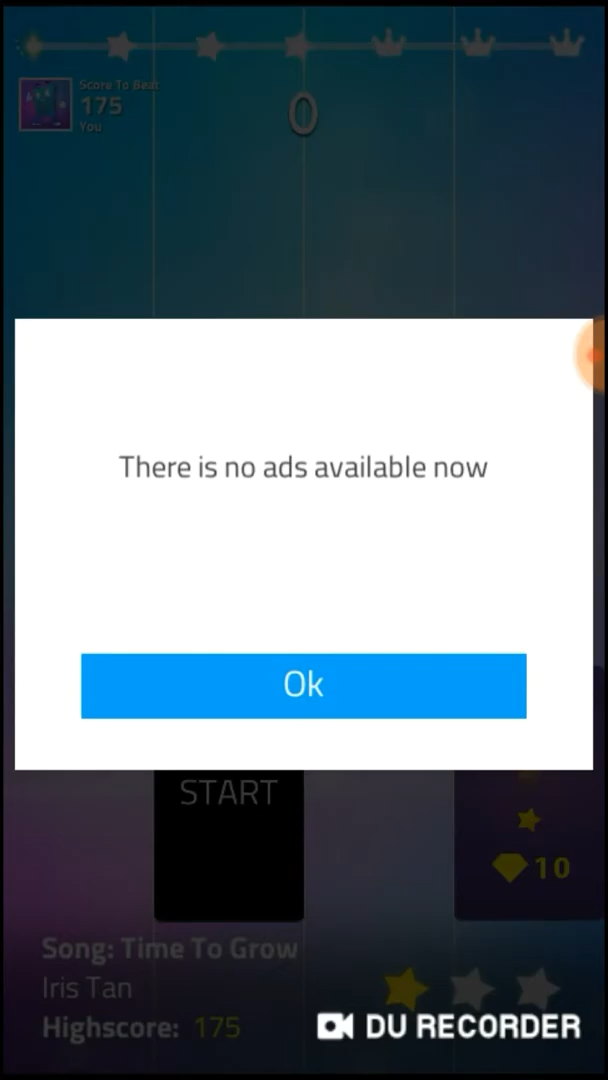 Score To Beat
175
You
0
There is no ads available now
Ok
START
10
Song: Time To Grow
Iris Tan
Highscore: 175
DU RECORDER